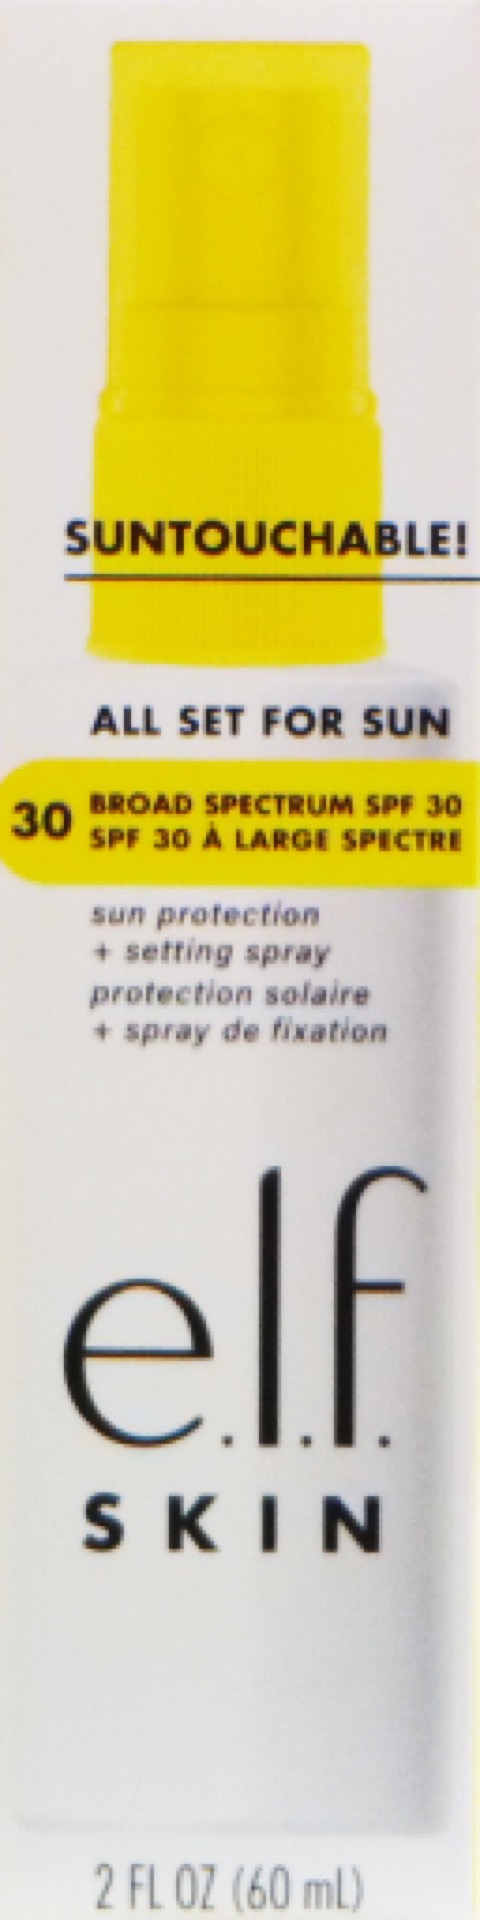 SUNTOUCHABLE!
ALL SET FOR SUN
30
BROAD SPECTRUM SPF 30
SPF 30 À LARGE SPECTRE
sun protection
+ setting spray
protection solaire
+ spray de fixation
e.l.f.
SKIN
2 FL OZ (60 mL)